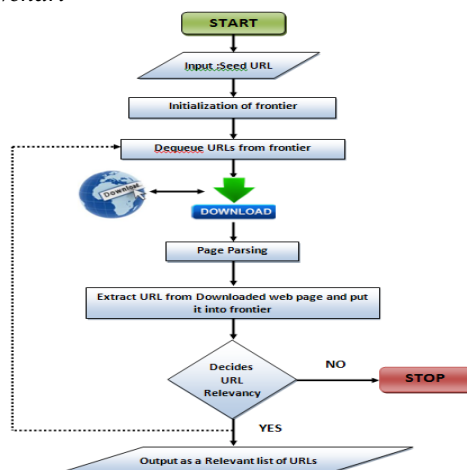 START
Input :Seed URL
Initialization of frontier
Dequeue URLs from frontier
Download
DOWNLOAD
Page Parsing
Extract URL from Downloaded web page and put
it into frontier
Decides
URL
Relevancy
NO
STOP
YES
Output as a Relevant list of URLs